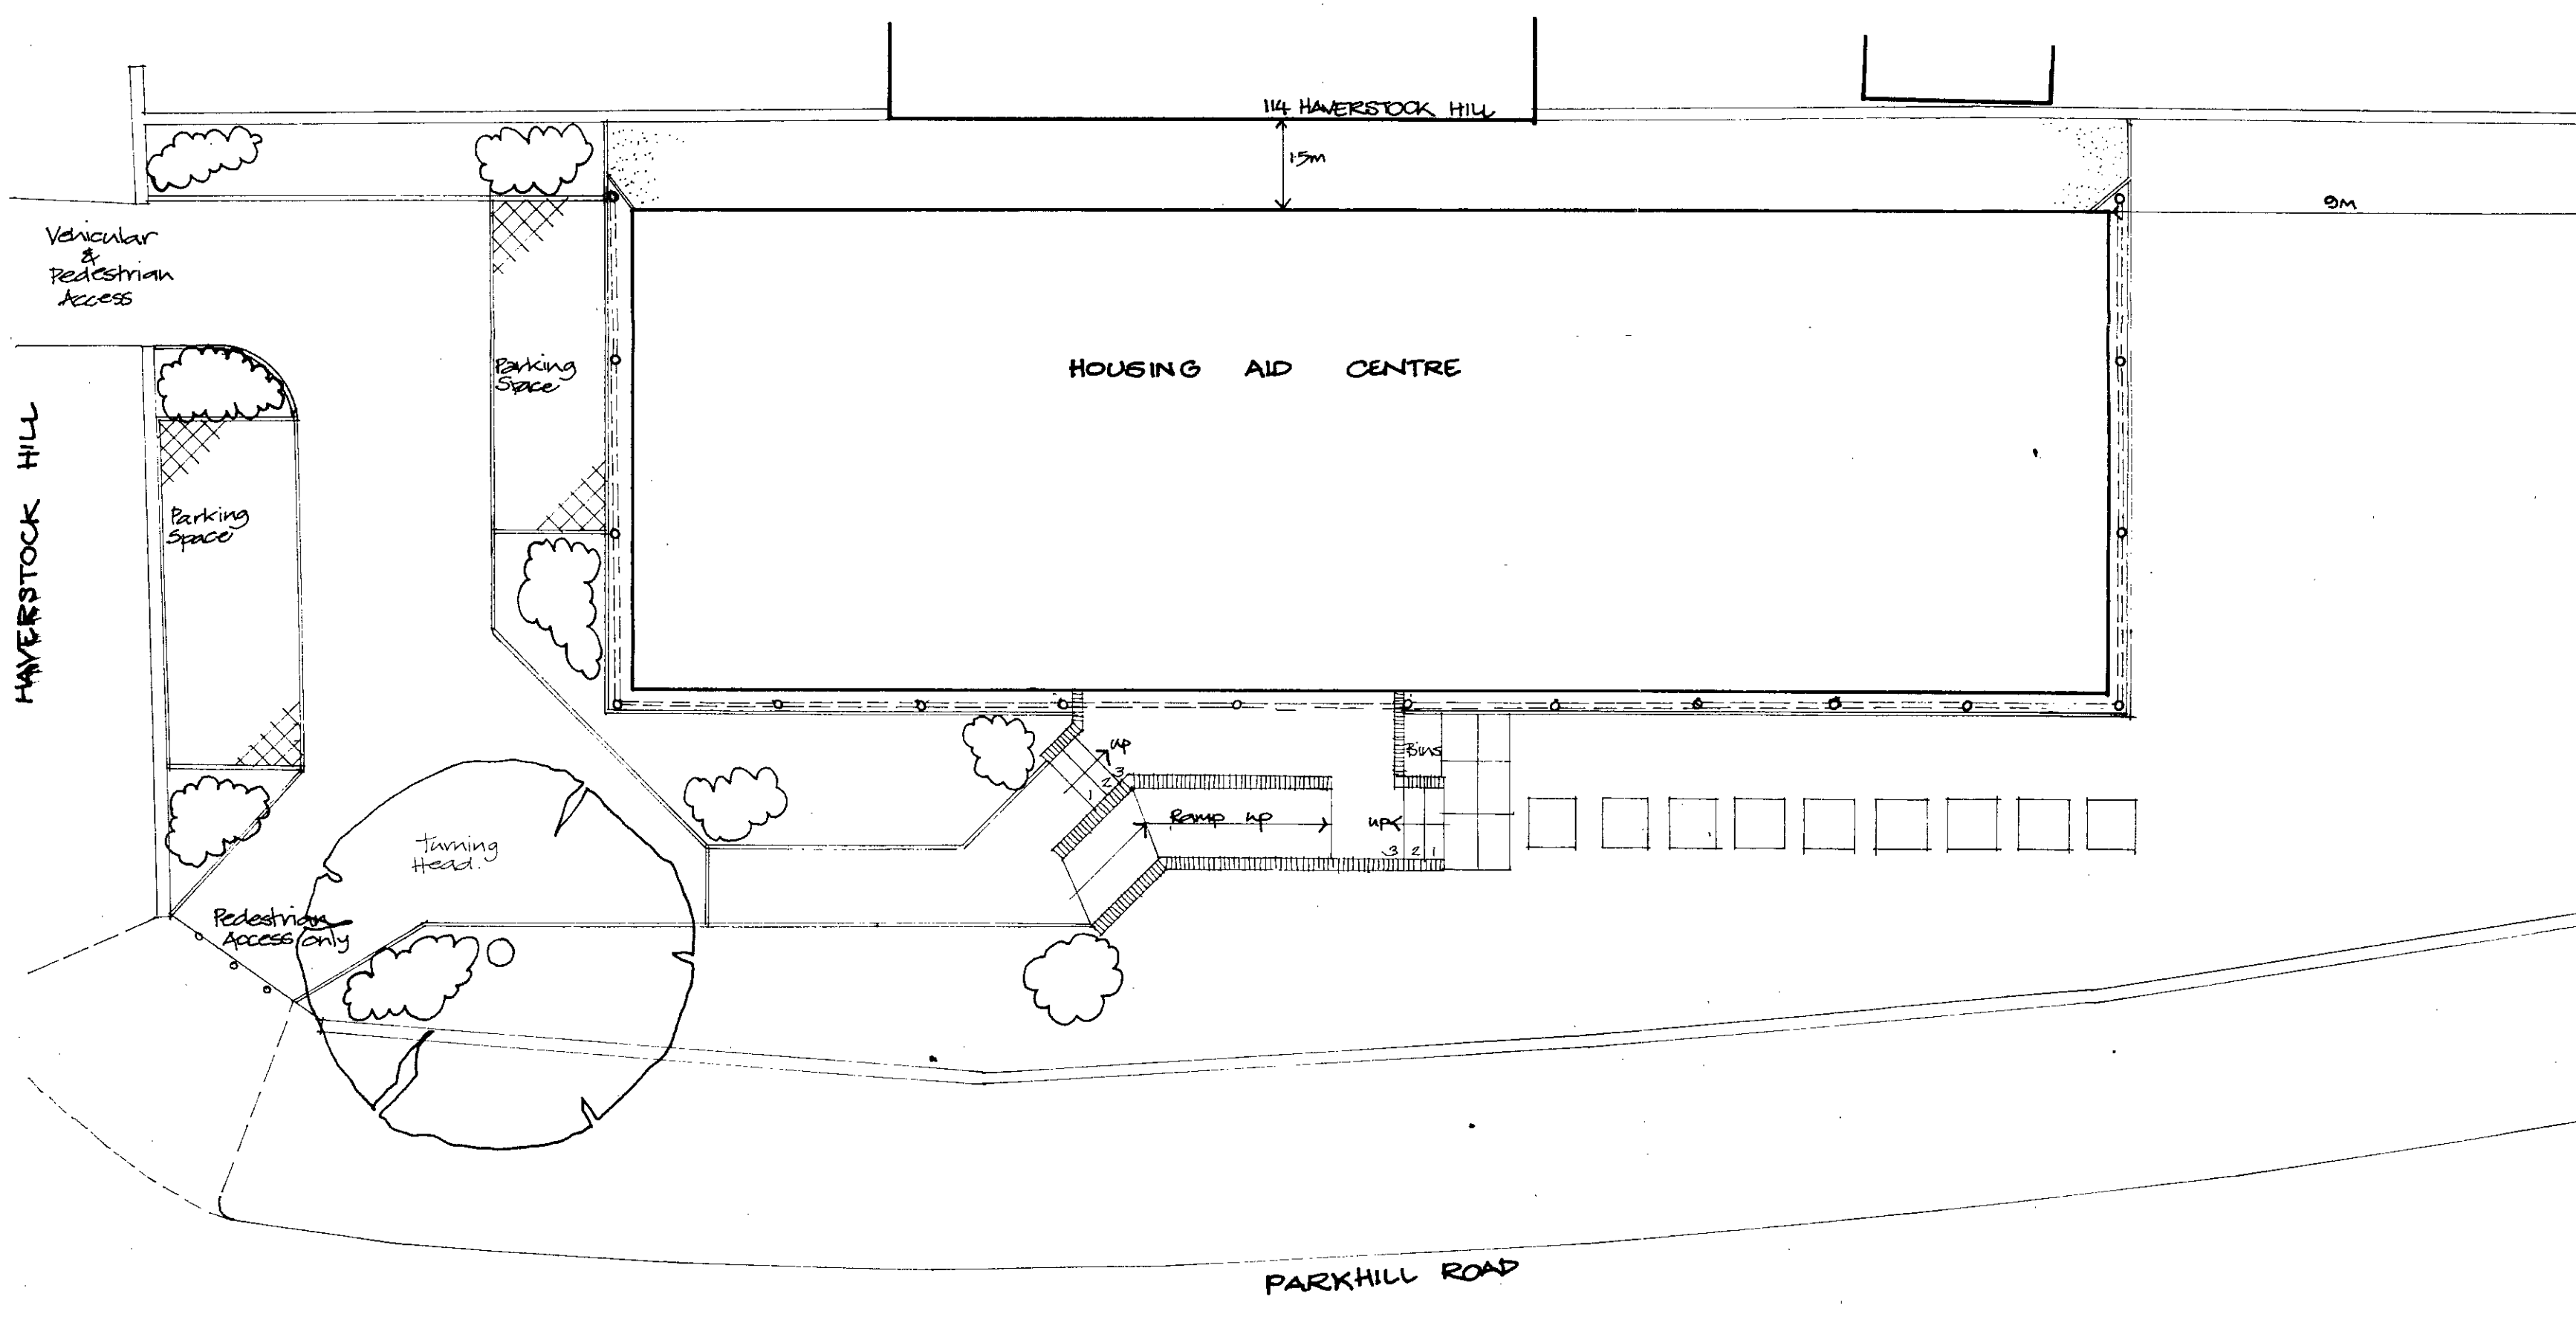 114 HAVERSTOCK HILL
1.5m
9m
Vehicular
&
Pedestrian
Access
HOUSING AID CENTRE
Parking
Space
HAVERSTOCK HILL
Parking
Space
up
3
2
1
Bins
Ramp up
up
3 2 1
Turning
Head.
Pedestrian
Access only
PARKHILL ROAD